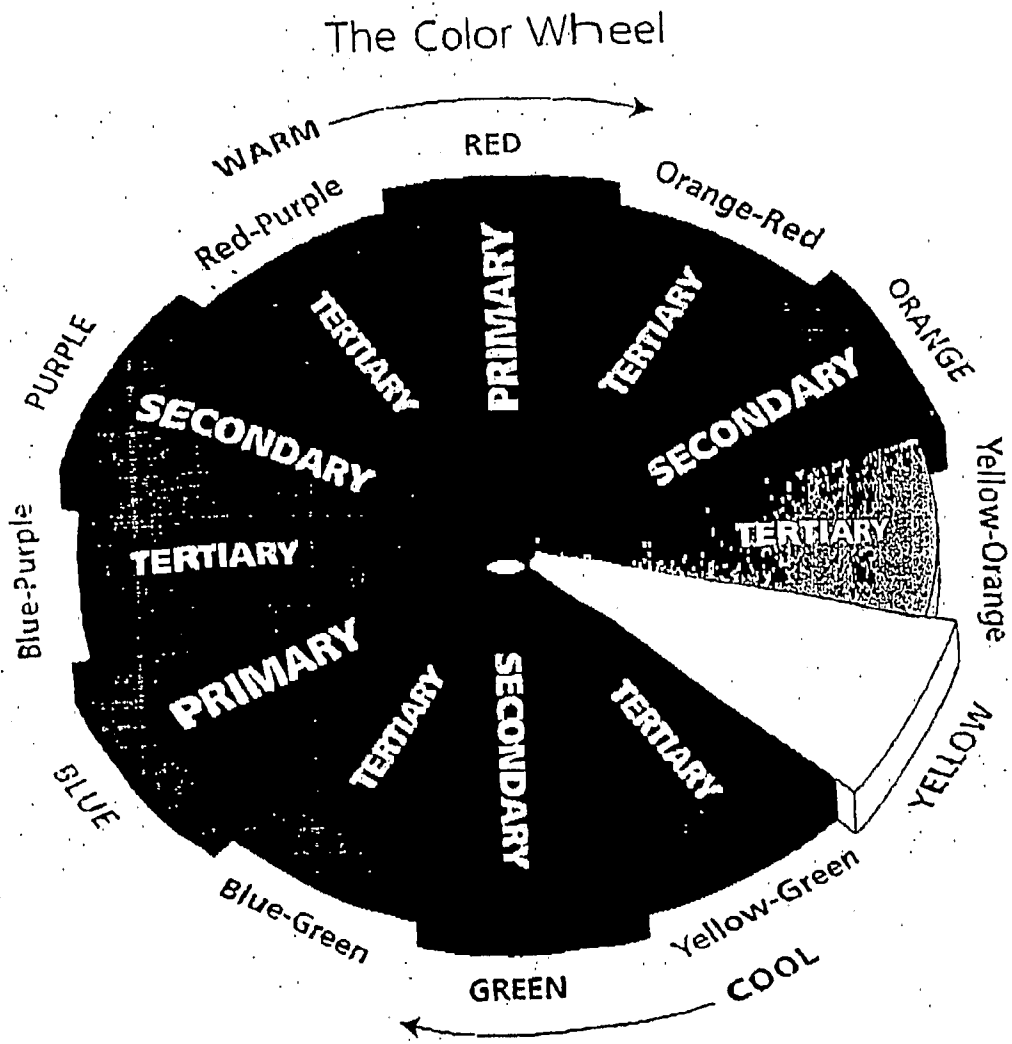 The Color Wheel
WARM
RED
Orange-Red
ORANGE
Yellow-Orange
YELLOW
Yellow-Green
COOL
GREEN
Blue-Green
BLUE
Blue-Purple
PURPLE
Red-Purple
PRIMARY
TERTIARY
SECONDARY
TERTIARY
TERTIARY
SECONDARY
TERTIARY
PRIMARY
TERTIARY
SECONDARY
TERTIARY